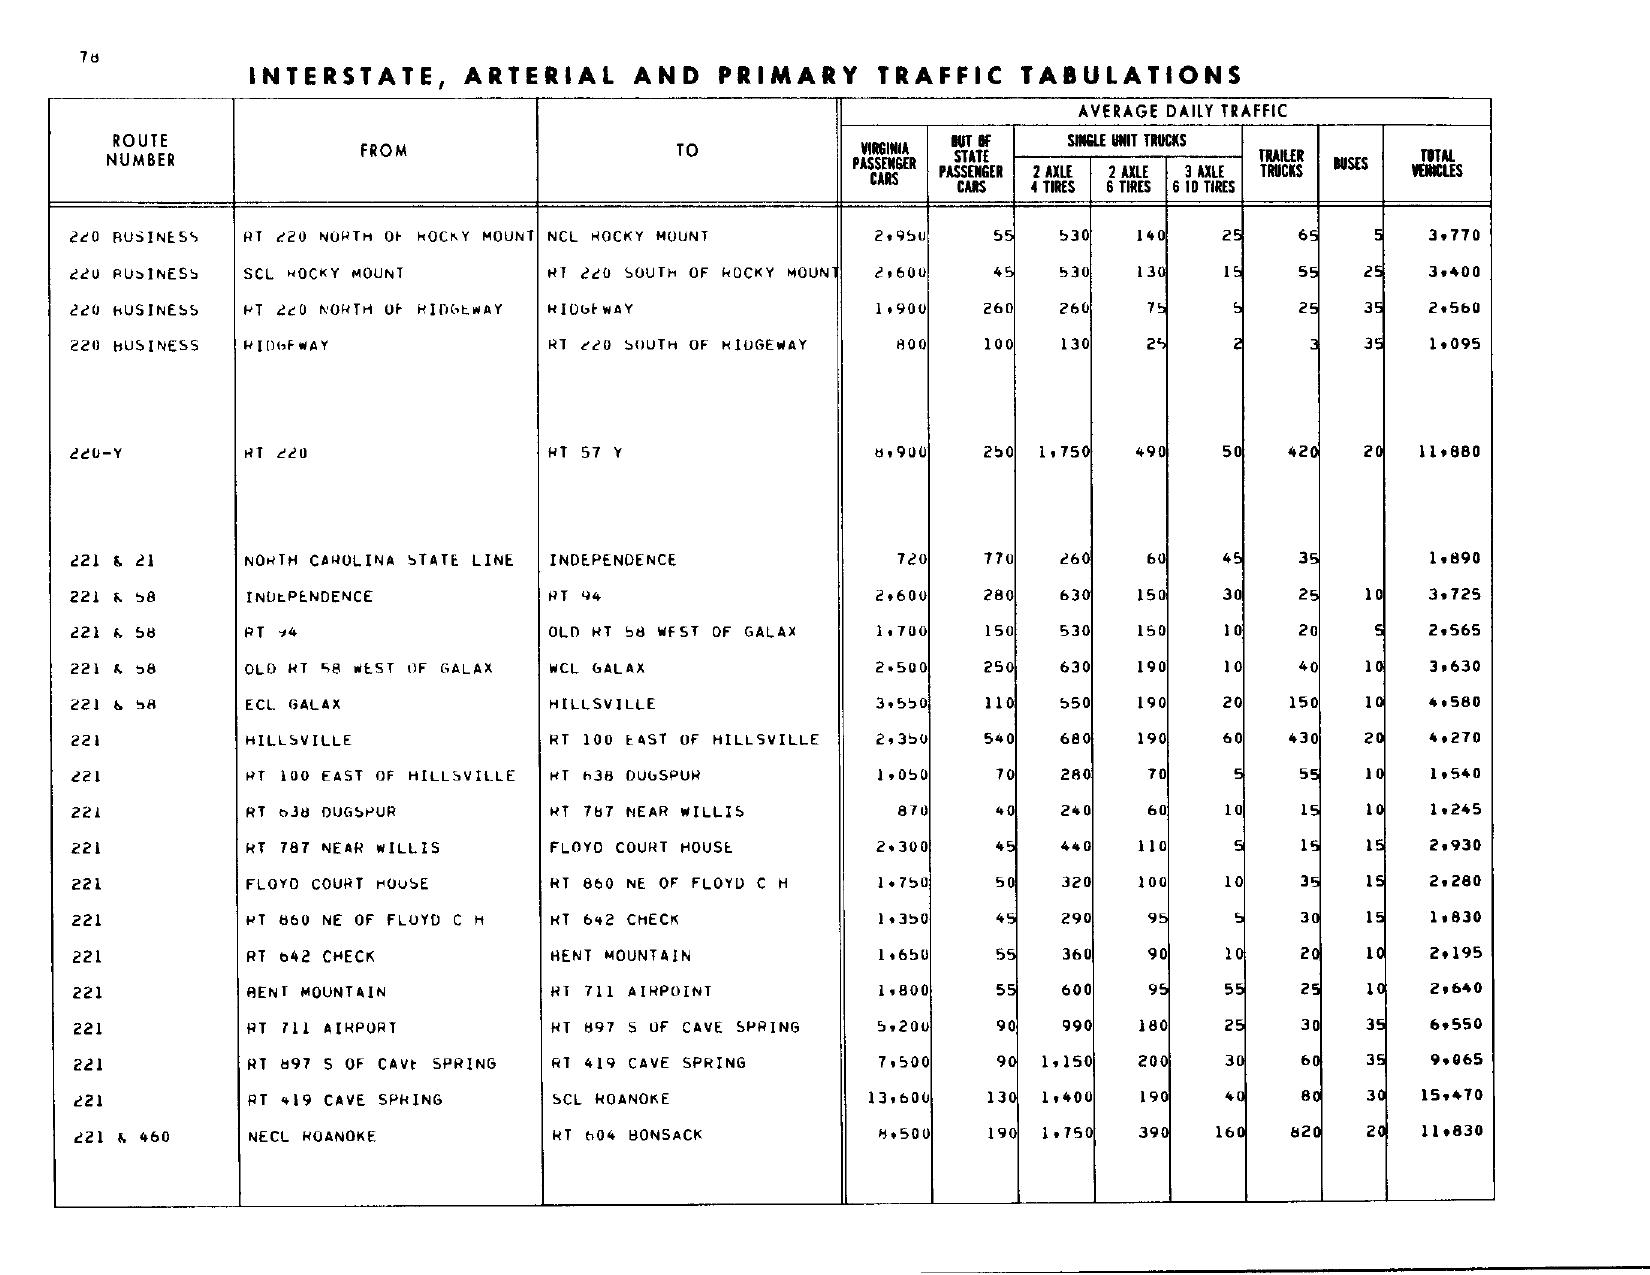 78
INTERSTATE, ARTERIAL AND PRIMARY TRAFFIC TABULATIONS
AVERAGE DAILY TRAFFIC
ROUTE NUMBER FROM TO VIRGINIA PASSENGER CARS OUT OF STATE PASSENGER CARS SINGLE UNIT TRUCKS 2 AXLE 4 TIRES 2 AXLE 6 TIRES 3 AXLE 6 10 TIRES TRAILER TRUCKS BUSES TOTAL VEHICLES
220 BUSINESS RT 220 NORTH OF ROCKY MOUNT NCL ROCKY MOUNT 2,950 55 530 140 25 65 5 3,770
220 BUSINESS SCL ROCKY MOUNT RT 220 SOUTH OF ROCKY MOUNT 2,600 45 530 130 15 55 25 3,400
220 BUSINESS RT 220 NORTH OF RIDGEWAY RIDGEWAY 1,900 260 260 75 5 25 35 2,560
220 BUSINESS RIDGEWAY RT 220 SOUTH OF RIDGEWAY 800 100 130 25 2 3 35 1,095
220-Y RT 220 RT 57 Y 8,900 250 1,750 490 50 420 20 11,880
221 & 21 NORTH CAROLINA STATE LINE INDEPENDENCE 720 770 260 60 45 35 1,890
221 & 58 INDEPENDENCE RT 94 2,600 280 630 150 30 25 10 3,725
221 & 58 RT 94 OLD RT 58 WEST OF GALAX 1,700 150 530 150 10 20 5 2,565
221 & 58 OLD RT 58 WEST OF GALAX WCL GALAX 2,500 250 630 190 10 40 10 3,630
221 & 58 ECL GALAX HILLSVILLE 3,550 110 550 190 20 150 10 4,580
221 HILLSVILLE RT 100 EAST OF HILLSVILLE 2,350 540 680 190 60 430 20 4,270
221 RT 100 EAST OF HILLSVILLE RT 638 DUGSPUR 1,050 70 280 70 5 55 10 1,540
221 RT 638 DUGSPUR RT 787 NEAR WILLIS 870 40 240 60 10 15 10 1,245
221 RT 787 NEAR WILLIS FLOYD COURT HOUSE 2,300 45 440 110 5 15 15 2,930
221 FLOYD COURT HOUSE RT 860 NE OF FLOYD C H 1,750 50 320 100 10 35 15 2,280
221 RT 860 NE OF FLOYD C H RT 642 CHECK 1,350 45 290 95 5 30 15 1,830
221 RT 642 CHECK BENT MOUNTAIN 1,650 55 360 90 10 20 10 2,195
221 BENT MOUNTAIN RT 711 AIRPOINT 1,800 55 600 95 55 25 10 2,640
221 RT 711 AIRPORT RT 897 S OF CAVE SPRING 5,200 90 990 180 25 30 35 6,550
221 RT 897 S OF CAVE SPRING RT 419 CAVE SPRING 7,500 90 1,150 200 30 60 35 9,065
221 RT 419 CAVE SPRING SCL ROANOKE 13,600 130 1,400 190 40 80 30 15,470
221 & 460 NECL ROANOKE RT 604 BONSACK 8,500 190 1,750 390 160 820 20 11,830